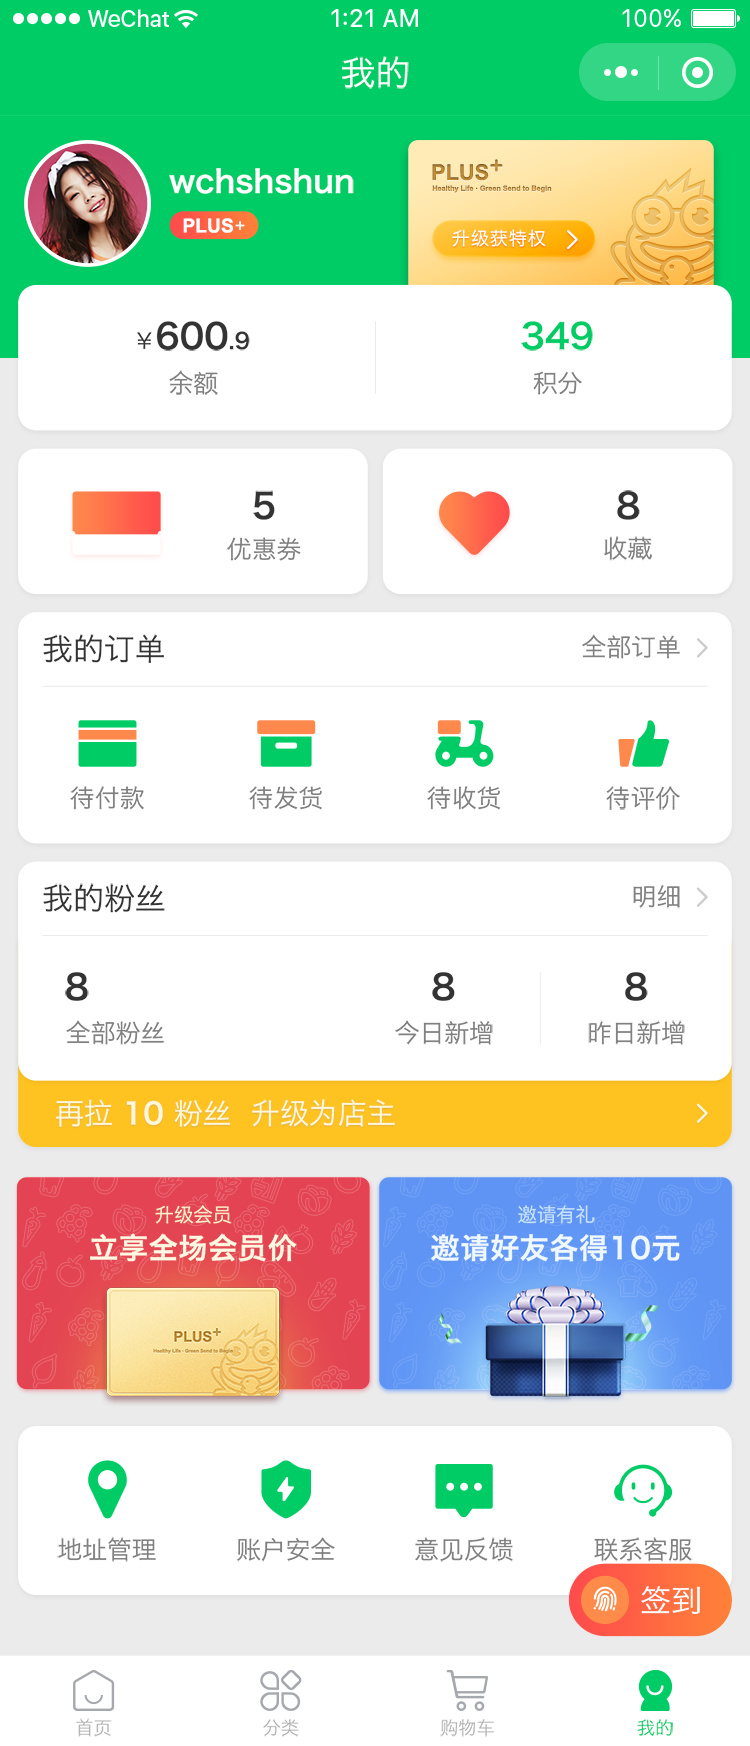 WeChat 1:21 AM 100%
我的
wchshshun
PLUS+
PLUS+
Healthy Life · Green Send to Begin
升级获特权
¥600.9
余额
349
积分
5
优惠券
8
收藏
我的订单
全部订单
待付款
待发货
待收货
待评价
我的粉丝
明细
8
全部粉丝
8
今日新增
8
昨日新增
再拉 10 粉丝 升级为店主
升级会员
立享全场会员价
PLUS+
Healthy Life · Green Send to Begin
邀请有礼
邀请好友各得10元
地址管理
账户安全
意见反馈
联系客服
签到
首页
分类
购物车
我的